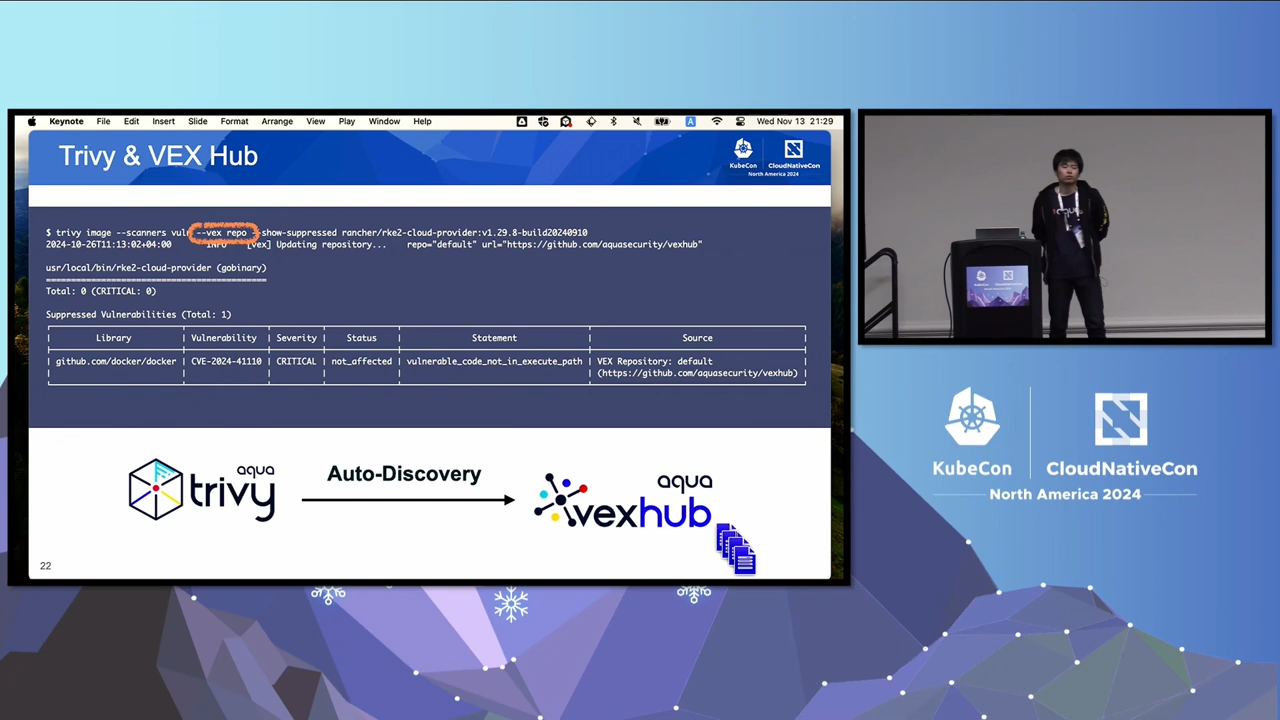 Keynote File Edit Insert Slide Format Arrange View Play Window Help A Wed Nov 13 21:29
Trivy & VEX Hub
KubeCon CloudNativeCon
North America 2024
$ trivy image --scanners vuln --vex repo --show-suppressed rancher/rke2-cloud-provider:v1.29.8-build20240910
2024-10-26T11:13:02+04:00 INFO [vex] Updating repository... repo="default" url="https://github.com/aquasecurity/vexhub"
usr/local/bin/rke2-cloud-provider (gobinary)
Total: 0 (CRITICAL: 0)
Suppressed Vulnerabilities (Total: 1)
Library Vulnerability Severity Status Statement Source
github.com/docker/docker CVE-2024-41110 CRITICAL not_affected vulnerable_code_not_in_execute_path VEX Repository: default
(https://github.com/aquasecurity/vexhub)
aqua
trivy
Auto-Discovery
aqua
vexhub
22
KubeCon CloudNativeCon
North America 2024